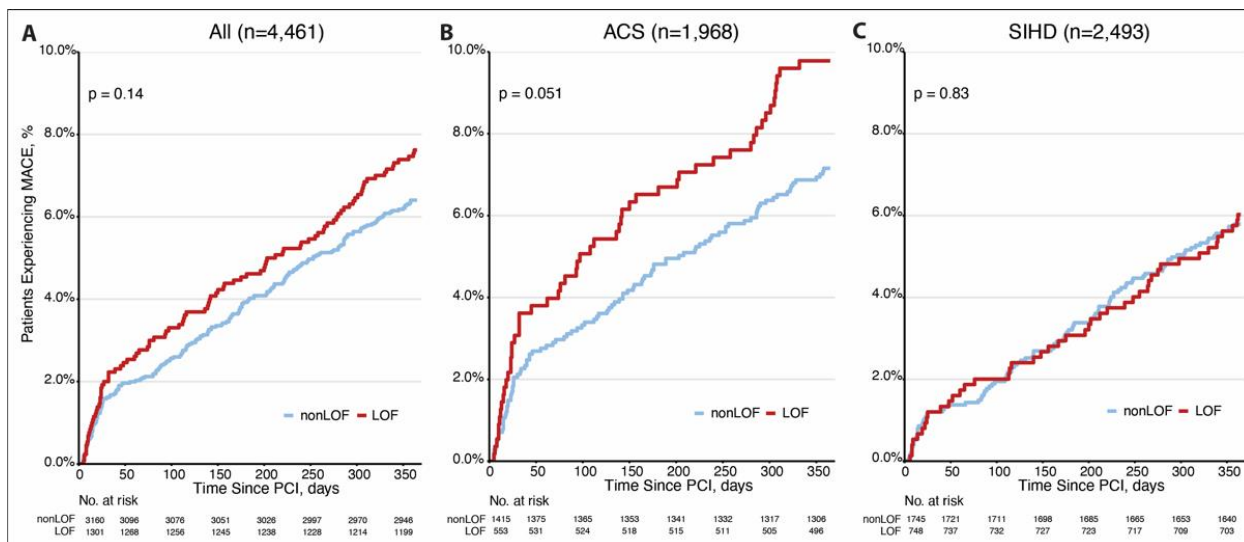 A All (n=4,461)
10.0%
8.0%
6.0%
4.0%
2.0%
0.0%
p = 0.14
Patients Experiencing MACE, %
nonLOF LOF
0 50 100 150 200 250 300 350
Time Since PCI, days
No. at risk
nonLOF 3160 3096 3076 3051 3026 2997 2970 2946
LOF 1301 1268 1256 1245 1238 1228 1214 1199
B ACS (n=1,968)
10.0%
8.0%
6.0%
4.0%
2.0%
0.0%
p = 0.051
nonLOF LOF
0 50 100 150 200 250 300 350
Time Since PCI, days
No. at risk
nonLOF 1415 1375 1365 1353 1341 1332 1317 1306
LOF 553 531 524 518 515 511 505 496
C SIHD (n=2,493)
10.0%
8.0%
6.0%
4.0%
2.0%
0.0%
p = 0.83
nonLOF LOF
0 50 100 150 200 250 300 350
Time Since PCI, days
No. at risk
nonLOF 1745 1721 1711 1698 1685 1665 1653 1640
LOF 748 737 732 727 723 717 709 703